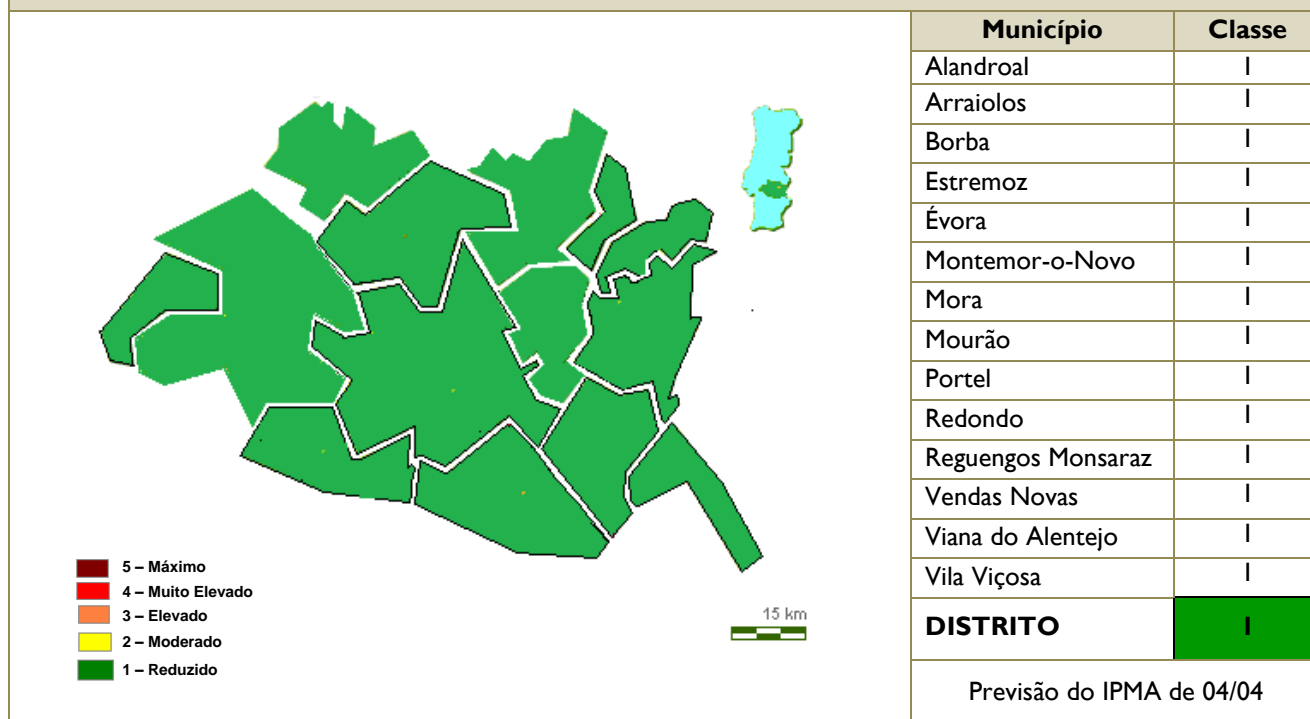 Município Classe
Alandroal 1
Arraiolos 1
Borba 1
Estremoz 1
Évora 1
Montemor-o-Novo 1
Mora 1
Mourão 1
Portel 1
Redondo 1
Reguengos Monsaraz 1
Vendas Novas 1
Viana do Alentejo 1
Vila Viçosa 1
DISTRITO 1
Previsão do IPMA de 04/04
5 – Máximo
4 – Muito Elevado
3 – Elevado
2 – Moderado
1 – Reduzido
15 km